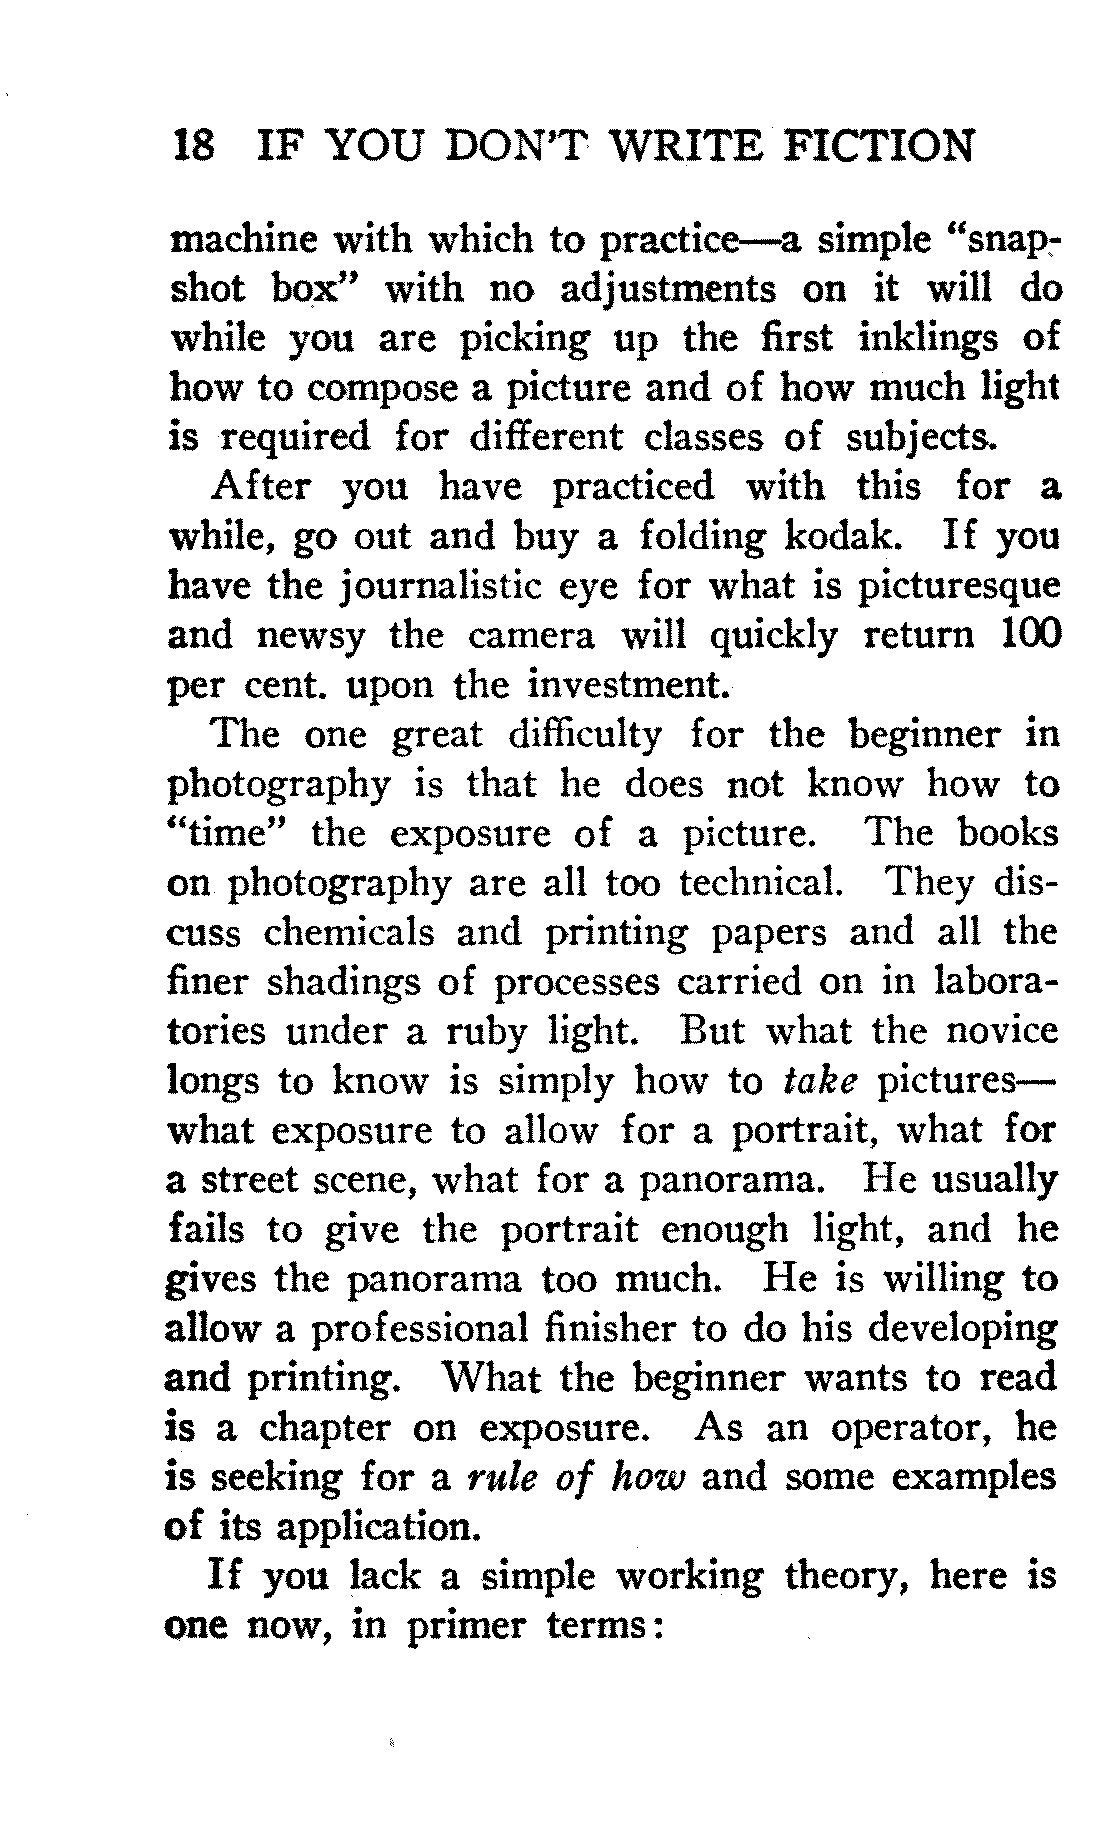 18 IF YOU DON'T WRITE FICTION
machine with which to practice—a simple “snap-
shot box” with no adjustments on it will do
while you are picking up the first inklings of
how to compose a picture and of how much light
is required for different classes of subjects.
After you have practiced with this for a
while, go out and buy a folding kodak. If you
have the journalistic eye for what is picturesque
and newsy the camera will quickly return 100
per cent. upon the investment.
The one great difficulty for the beginner in
photography is that he does not know how to
“time” the exposure of a picture. The books
on photography are all too technical. They dis-
cuss chemicals and printing papers and all the
finer shadings of processes carried on in labora-
tories under a ruby light. But what the novice
longs to know is simply how to take pictures—
what exposure to allow for a portrait, what for
a street scene, what for a panorama. He usually
fails to give the portrait enough light, and he
gives the panorama too much. He is willing to
allow a professional finisher to do his developing
and printing. What the beginner wants to read
is a chapter on exposure. As an operator, he
is seeking for a rule of how and some examples
of its application.
If you lack a simple working theory, here is
one now, in primer terms: